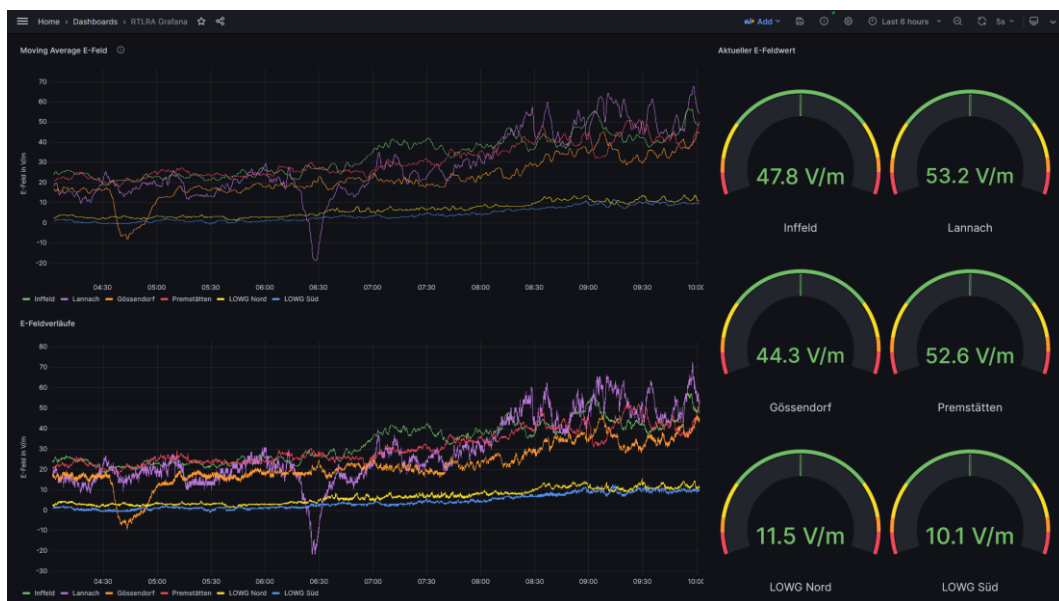 Home › Dashboards › RTLRA Grafana
Add
Last 6 hours
5s
Moving Average E-Feld
70
60
50
40
30
20
10
0
-10
-20
E-Feld in V/m
04:30 05:00 05:30 06:00 06:30 07:00 07:30 08:00 08:30 09:00 09:30 10:00
Inffeld Lannach Gössendorf Premstätten LOWG Nord LOWG Süd
E-Feldverläufe
80
70
60
50
40
30
20
10
0
-10
-20
-30
E-Feld in V/m
04:30 05:00 05:30 06:00 06:30 07:00 07:30 08:00 08:30 09:00 09:30 10:00
Inffeld Lannach Gössendorf Premstätten LOWG Nord LOWG Süd
Aktueller E-Feldwert
47.8 V/m
Inffeld
53.2 V/m
Lannach
44.3 V/m
Gössendorf
52.6 V/m
Premstätten
11.5 V/m
LOWG Nord
10.1 V/m
LOWG Süd